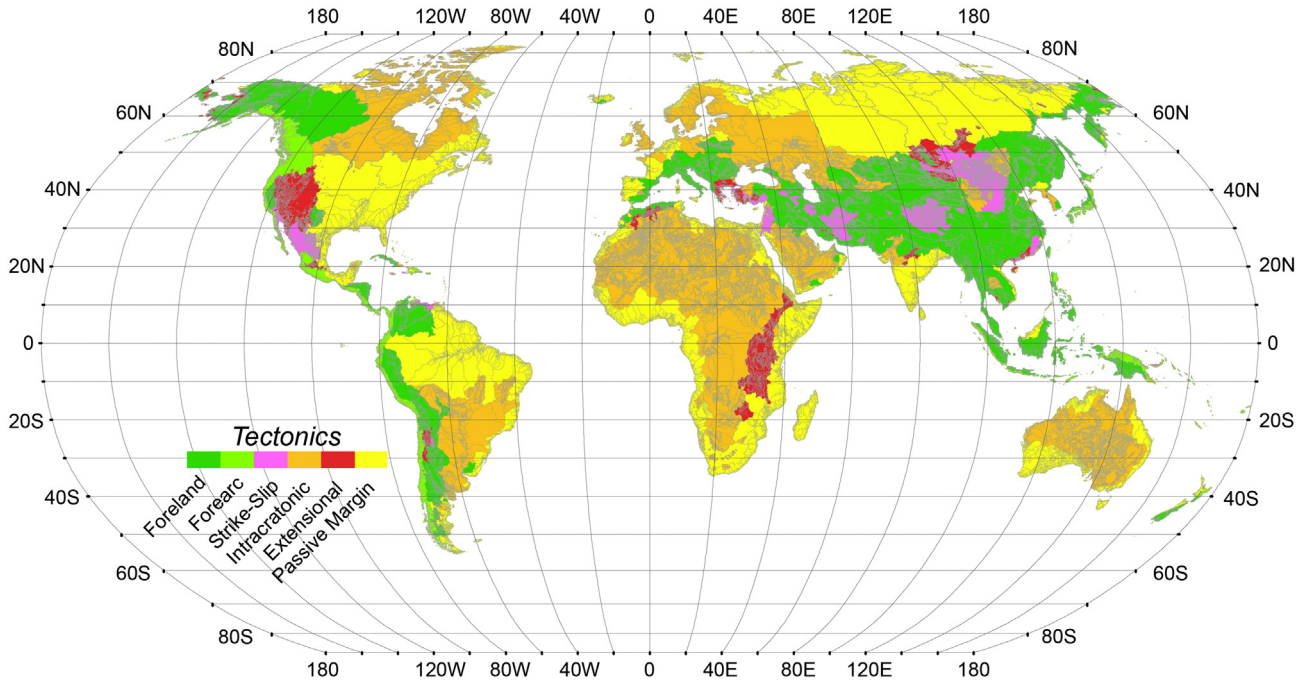 180 120W 80W 40W 0 40E 80E 120E 180
80N 80N
60N 60N
40N 40N
20N 20N
0 0
20S 20S
40S 40S
60S 60S
80S 80S
Tectonics
Foreland
Forearc
Strike-Slip
Intracratonic
Extensional
Passive Margin
180 120W 80W 40W 0 40E 80E 120E 180